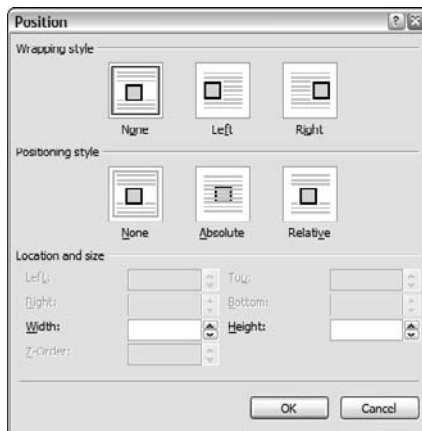 Position
Wrapping style
None Left Right
Positioning style
None Absolute Relative
Location and size
Left: Top:
Right: Bottom:
Width: Height:
Z-Order:
OK Cancel